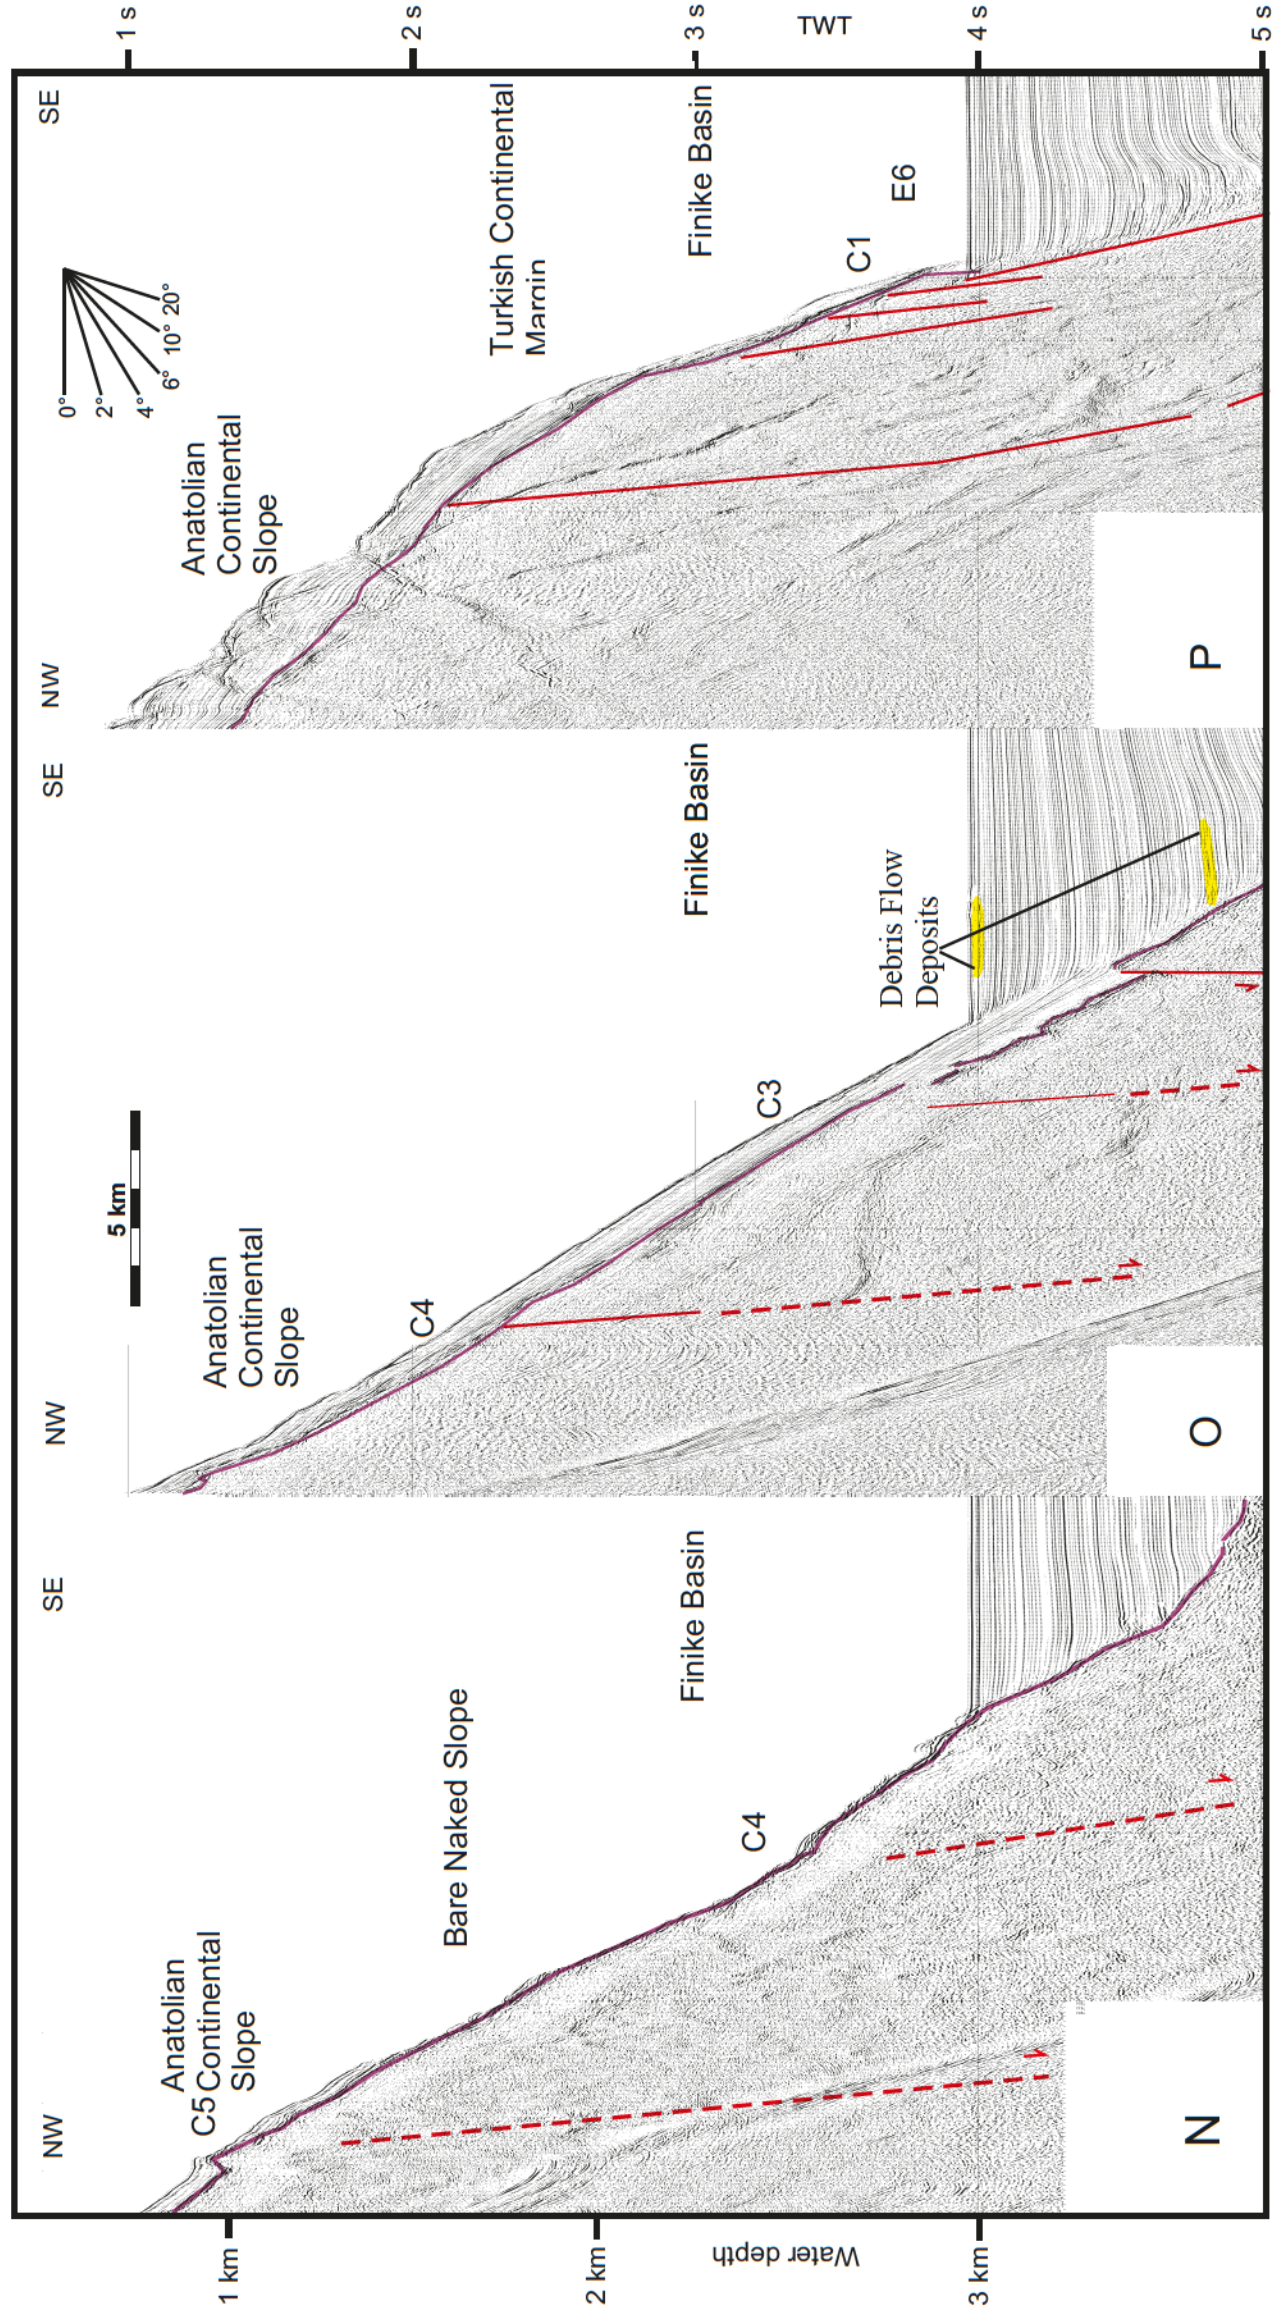 1 km
2 km
Water depth
3 km
NW
SE
C5
Anatolian
Continental
Slope
Bare Naked Slope
C4
Finike Basin
N
NW
SE
5 km
Anatolian
Continental
Slope
C4
C3
Finike Basin
Debris Flow
Deposits
O
NW
SE
0°
2°
4°
6°
10°
20°
Anatolian
Continental
Slope
Turkish Continental
Margin
Finike Basin
C1
E6
P
1 s
2 s
3 s
TWT
4 s
5 s